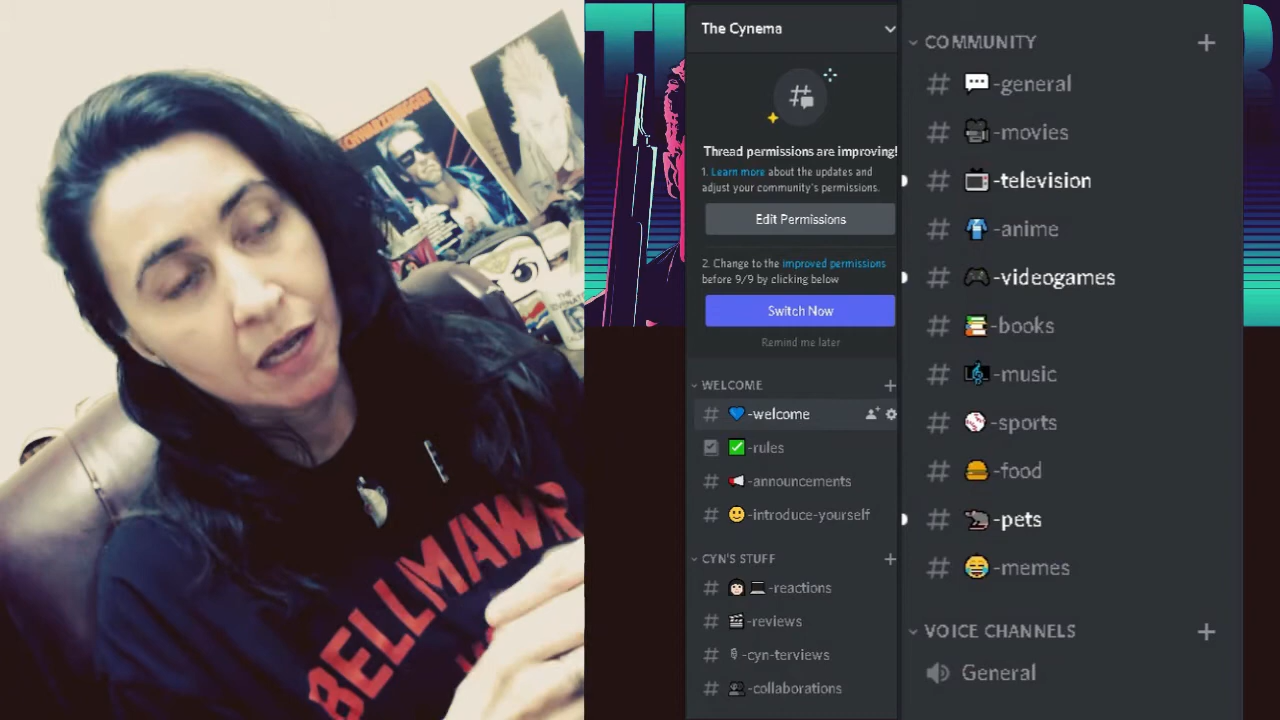 SCHWARZENEGGER
BELLMAWR
T
R
The Cynema
Thread permissions are improving!
1. Learn more about the updates and
adjust your community's permissions.
Edit Permissions
2. Change to the improved permissions
before 9/9 by clicking below
Switch Now
Remind me later
WELCOME
-welcome
-rules
-announcements
-introduce-yourself
CYN'S STUFF
-reactions
-reviews
-cyn-terviews
-collaborations
COMMUNITY
-general
-movies
-television
-anime
-videogames
-books
-music
-sports
-food
-pets
-memes
VOICE CHANNELS
General